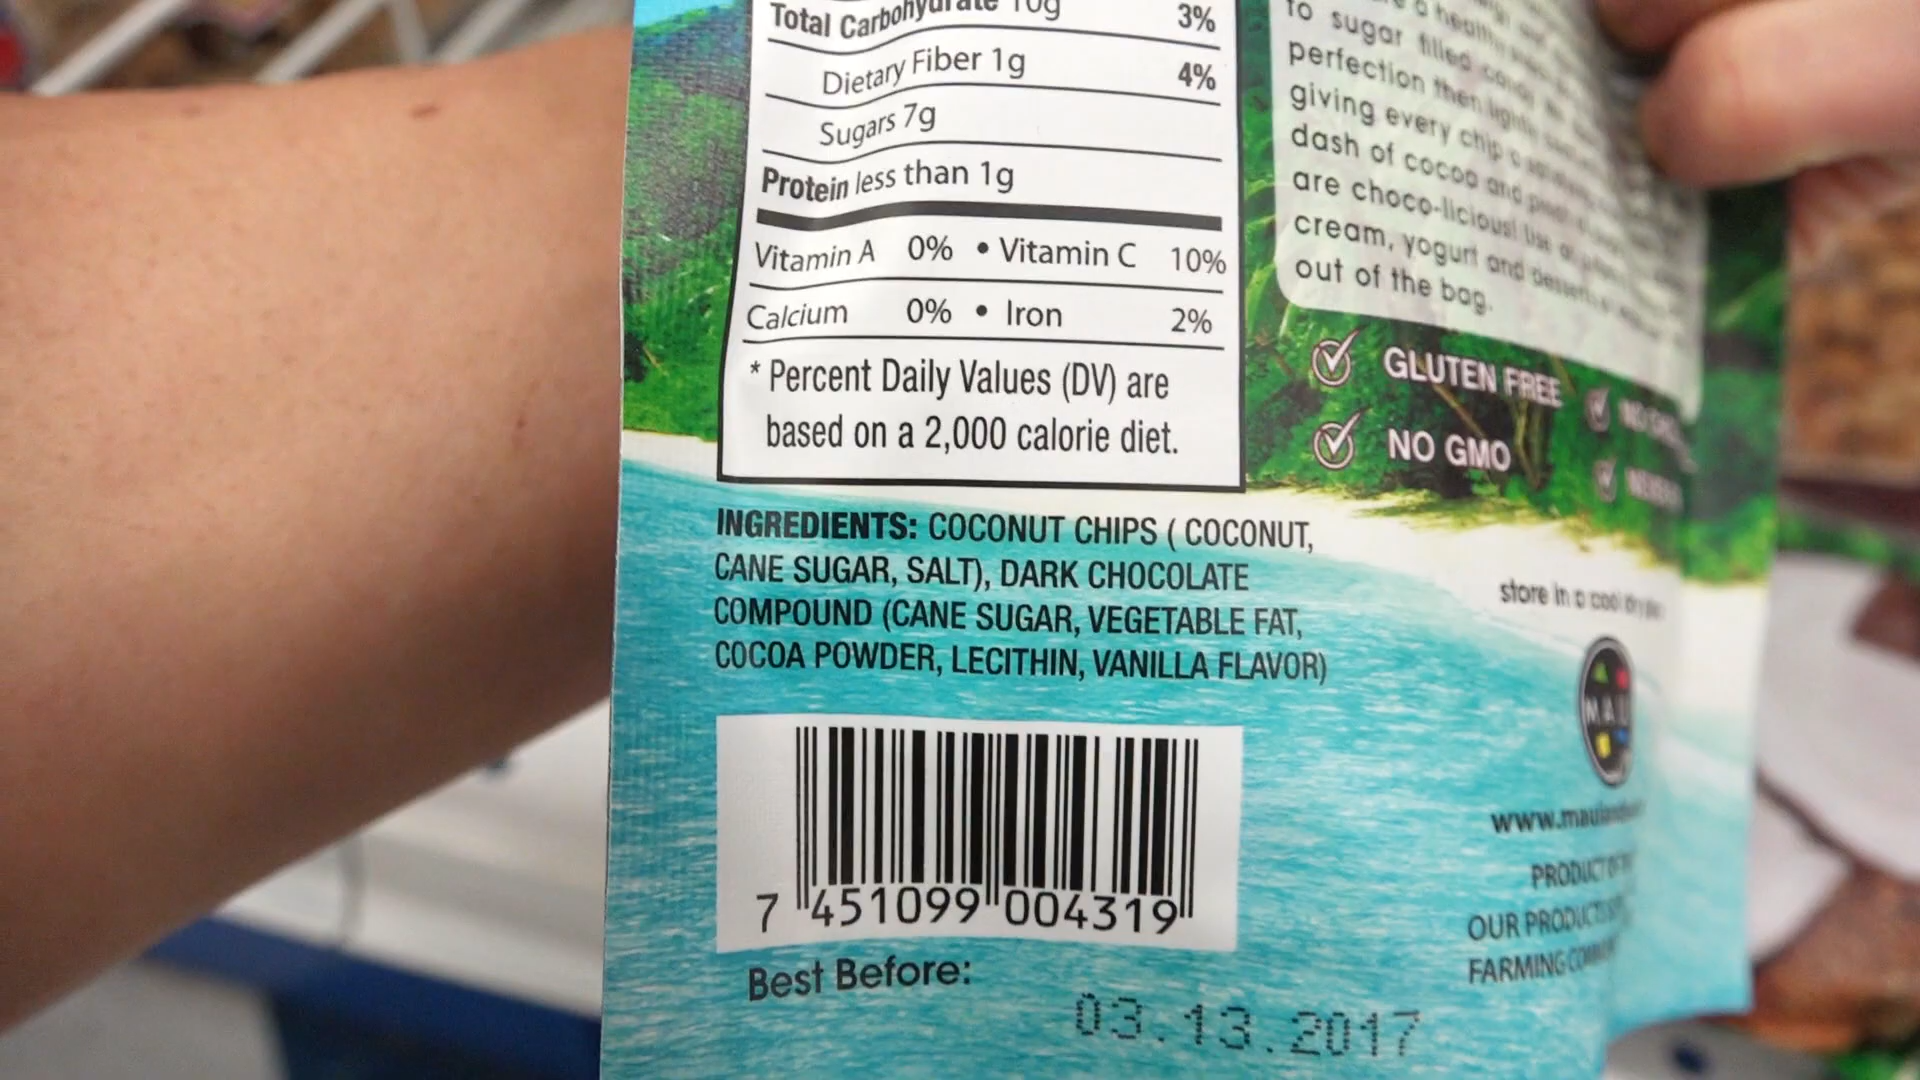 Total Carbohydrate 10g 3%
Dietary Fiber 1g 4%
Sugars 7g
Protein less than 1g
Vitamin A 0% • Vitamin C 10%
Calcium 0% • Iron 2%
* Percent Daily Values (DV) are
based on a 2,000 calorie diet.
INGREDIENTS: COCONUT CHIPS ( COCONUT,
CANE SUGAR, SALT), DARK CHOCOLATE
COMPOUND (CANE SUGAR, VEGETABLE FAT,
COCOA POWDER, LECITHIN, VANILLA FLAVOR)
7 451099 004319
Best Before:
03.13.2017
to sugar filled
perfection then
giving every chip
dash of cocoa and
are choco-licious! Use
cream, yogurt and
out of the bag.
GLUTEN FREE
NO GMO
store in a cool dry
MAUI
PRODUCT OF
OUR PRODUCT
FARMING